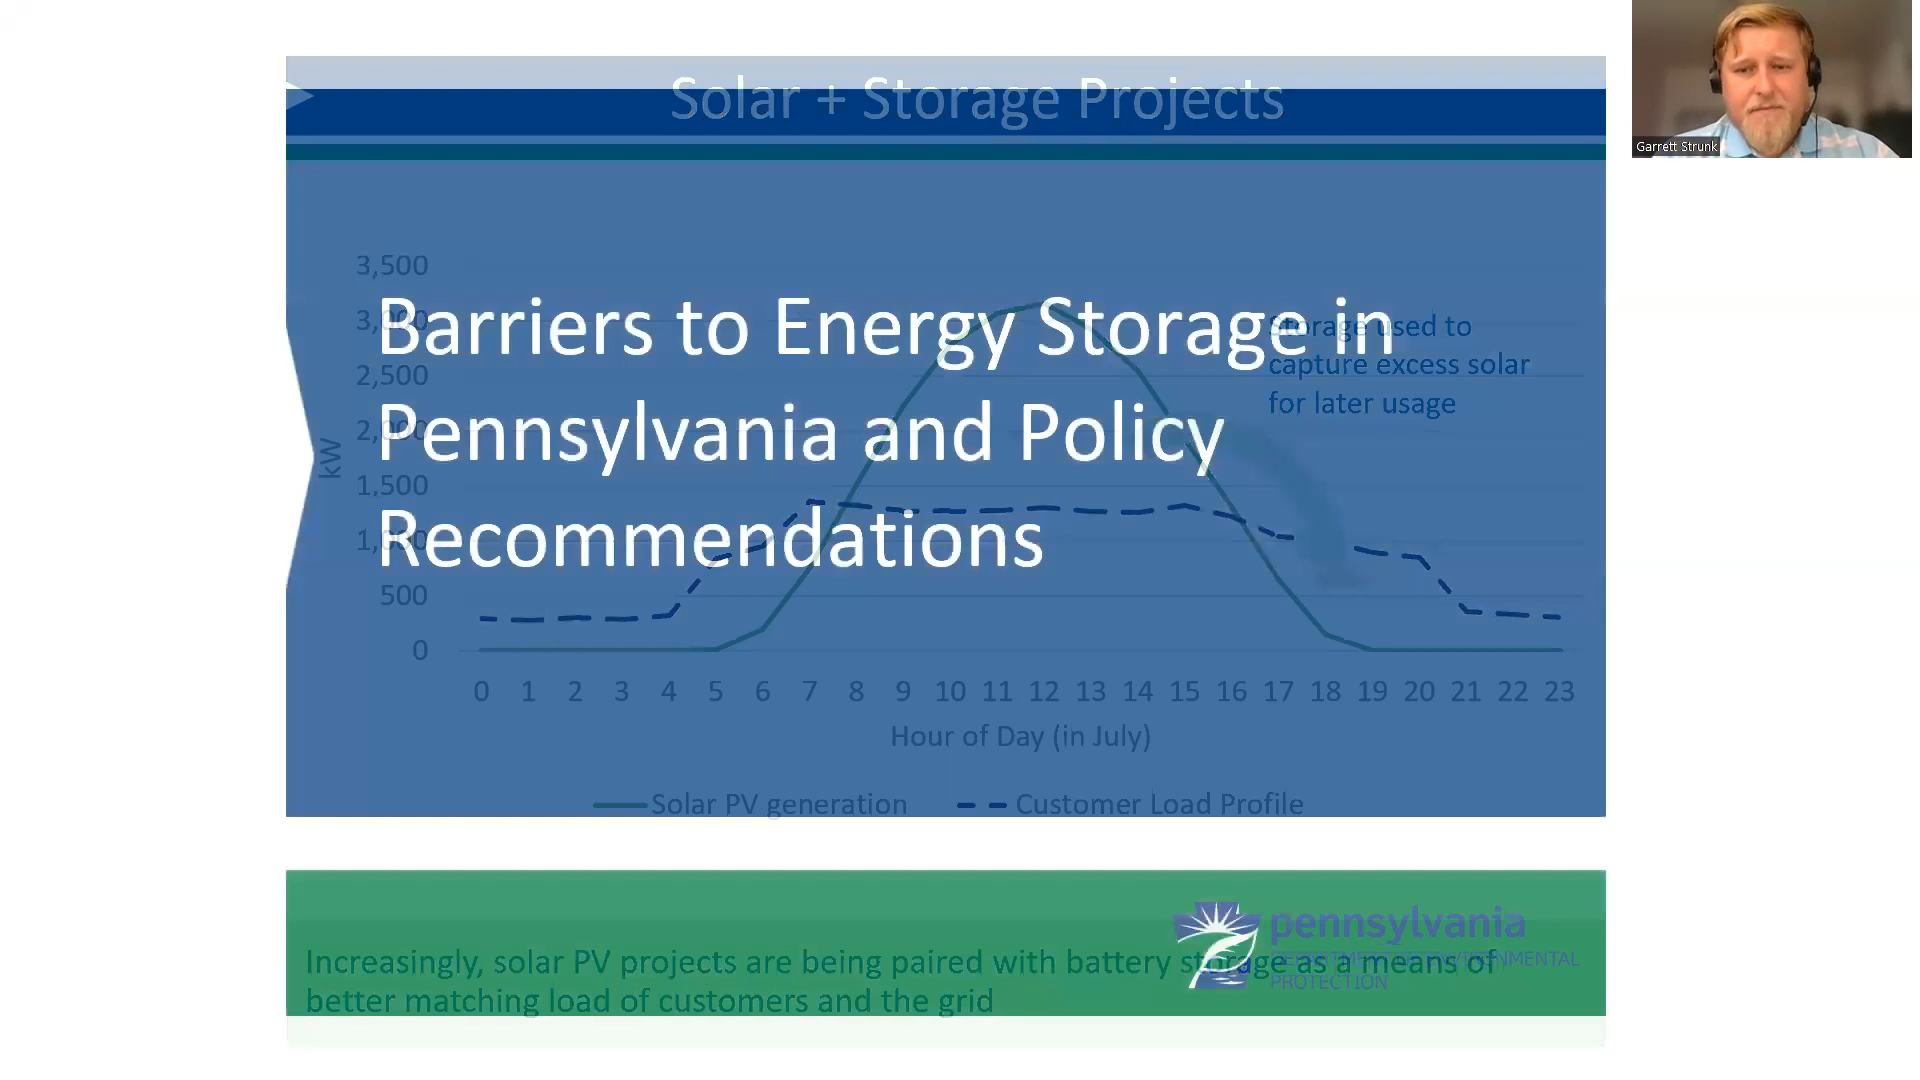 Solar + Storage Projects
Garrett Strunk
Barriers to Energy Storage in
Pennsylvania and Policy
Recommendations
3,500
3,000
2,500
2,000
1,500
1,000
500
0
kW
Storage used to
capture excess solar
for later usage
0 1 2 3 4 5 6 7 8 9 10 11 12 13 14 15 16 17 18 19 20 21 22 23
Hour of Day (in July)
Solar PV generation Customer Load Profile
pennsylvania
DEPARTMENT OF ENVIRONMENTAL
PROTECTION
Increasingly, solar PV projects are being paired with battery storage as a means of
better matching load of customers and the grid